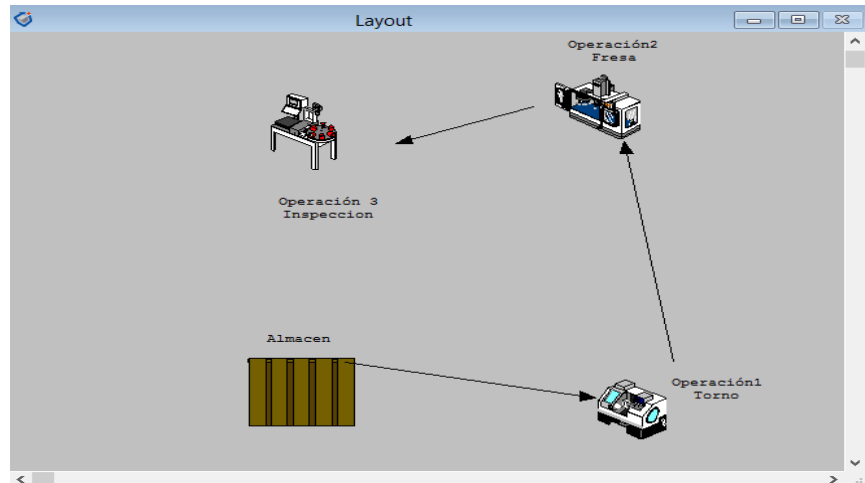 Layout
Operación2
Fresa
Operación 3
Inspeccion
Almacen
Operación1
Torno